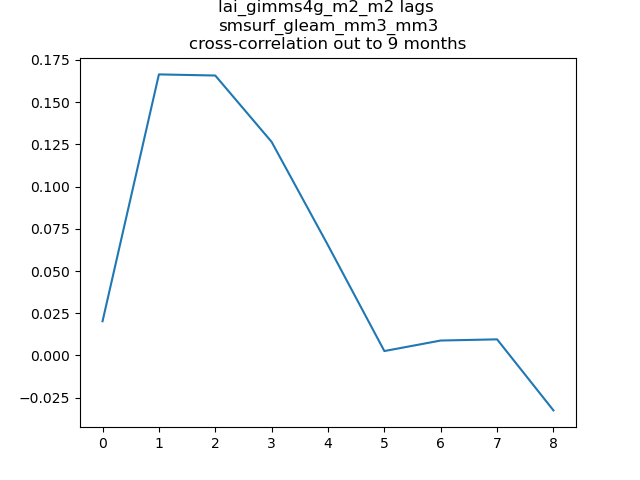 lai_gimms4g_m2_m2 lags
smsurf_gleam_mm3_mm3
cross-correlation out to 9 months
0.175
0.150
0.125
0.100
0.075
0.050
0.025
0.000
−0.025
0 1 2 3 4 5 6 7 8